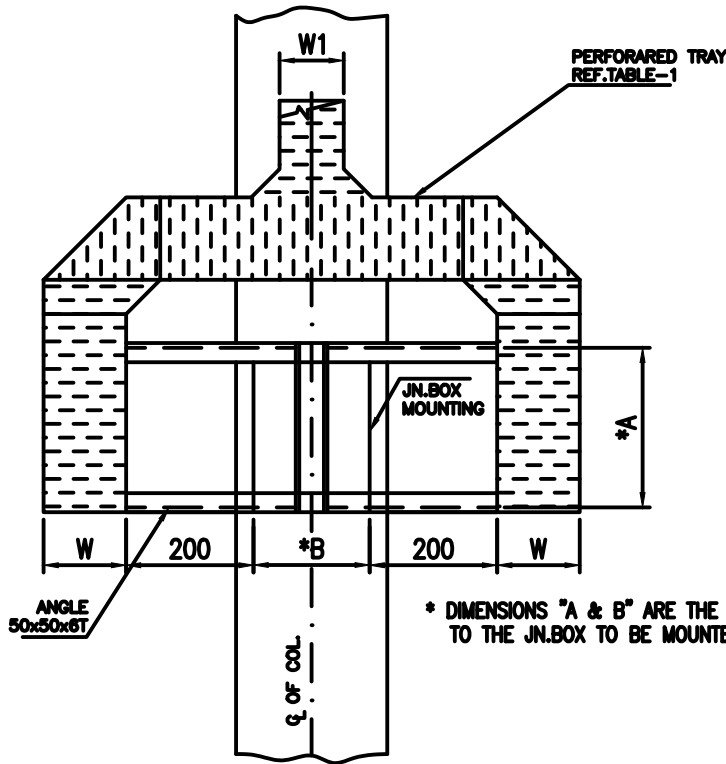 W1
PERFORARED TRAY
REF.TABLE-1
JN.BOX
MOUNTING
*A
W
200
*B
200
W
ANGLE
50x50x6T
* DIMENSIONS "A & B" ARE THE
TO THE JN.BOX TO BE MOUNTE
℄ OF COL.